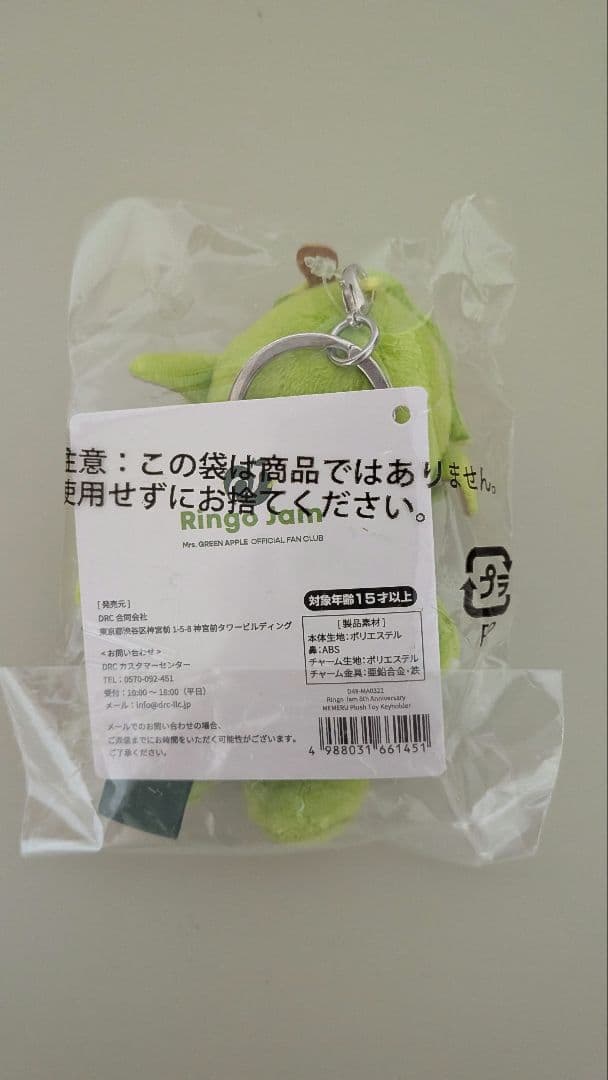 注意：この袋は商品ではありません。
使用せずにお捨てください。
Ringo Jam
Mrs. GREEN APPLE OFFICIAL FAN CLUB
[発売元]
DRC 合同会社
東京都渋谷区神宮前 1-5-8 神宮前タワービルディング
<お問い合わせ>
DRC カスタマーセンター
TEL：0570-092-451
受付：10:00 〜 18:00（平日）
メール：info@drc-llc.jp
メールでのお問い合わせの場合、
ご返信までにお時間をいただく可能性がございます。
ご了承ください。
対象年齢15才以上
[製品素材]
本体生地：ポリエステル
鼻：ABS
チャーム生地：ポリエステル
チャーム金具：亜鉛合金・鉄
D49-MA0321
Ringo Jam 8th Anniversary
MEMERU Plush Toy Keyholder
4 988031 661451
プラ